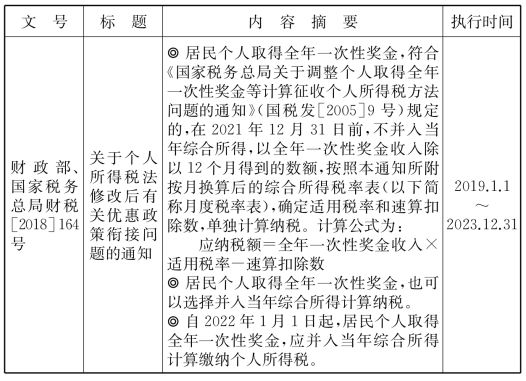 文 号
标 题
内 容 摘 要
执行时间
财政部、
国家税务
总局财税
[2018]164
号
关于个人
所得税法
修改后有
关优惠政
策衔接问
题的通知
◎ 居民个人取得全年一次性奖金,符合
《国家税务总局关于调整个人取得全年
一次性奖金等计算征收个人所得税方法
问题的通知》(国税发[2005]9 号)规定
的,在 2021 年 12 月 31 日前,不并入当
年综合所得,以全年一次性奖金收入除
以 12 个月得到的数额,按照本通知所附
按月换算后的综合所得税率表(以下简
称月度税率表),确定适用税率和速算扣
除数,单独计算纳税。计算公式为:
应纳税额=全年一次性奖金收入×
适用税率-速算扣除数
◎ 居民个人取得全年一次性奖金,也可
以选择并入当年综合所得计算纳税。
◎ 自 2022 年 1 月 1 日起,居民个人取得
全年一次性奖金,应并入当年综合所得
计算缴纳个人所得税。
2019.1.1
~
2023.12.31